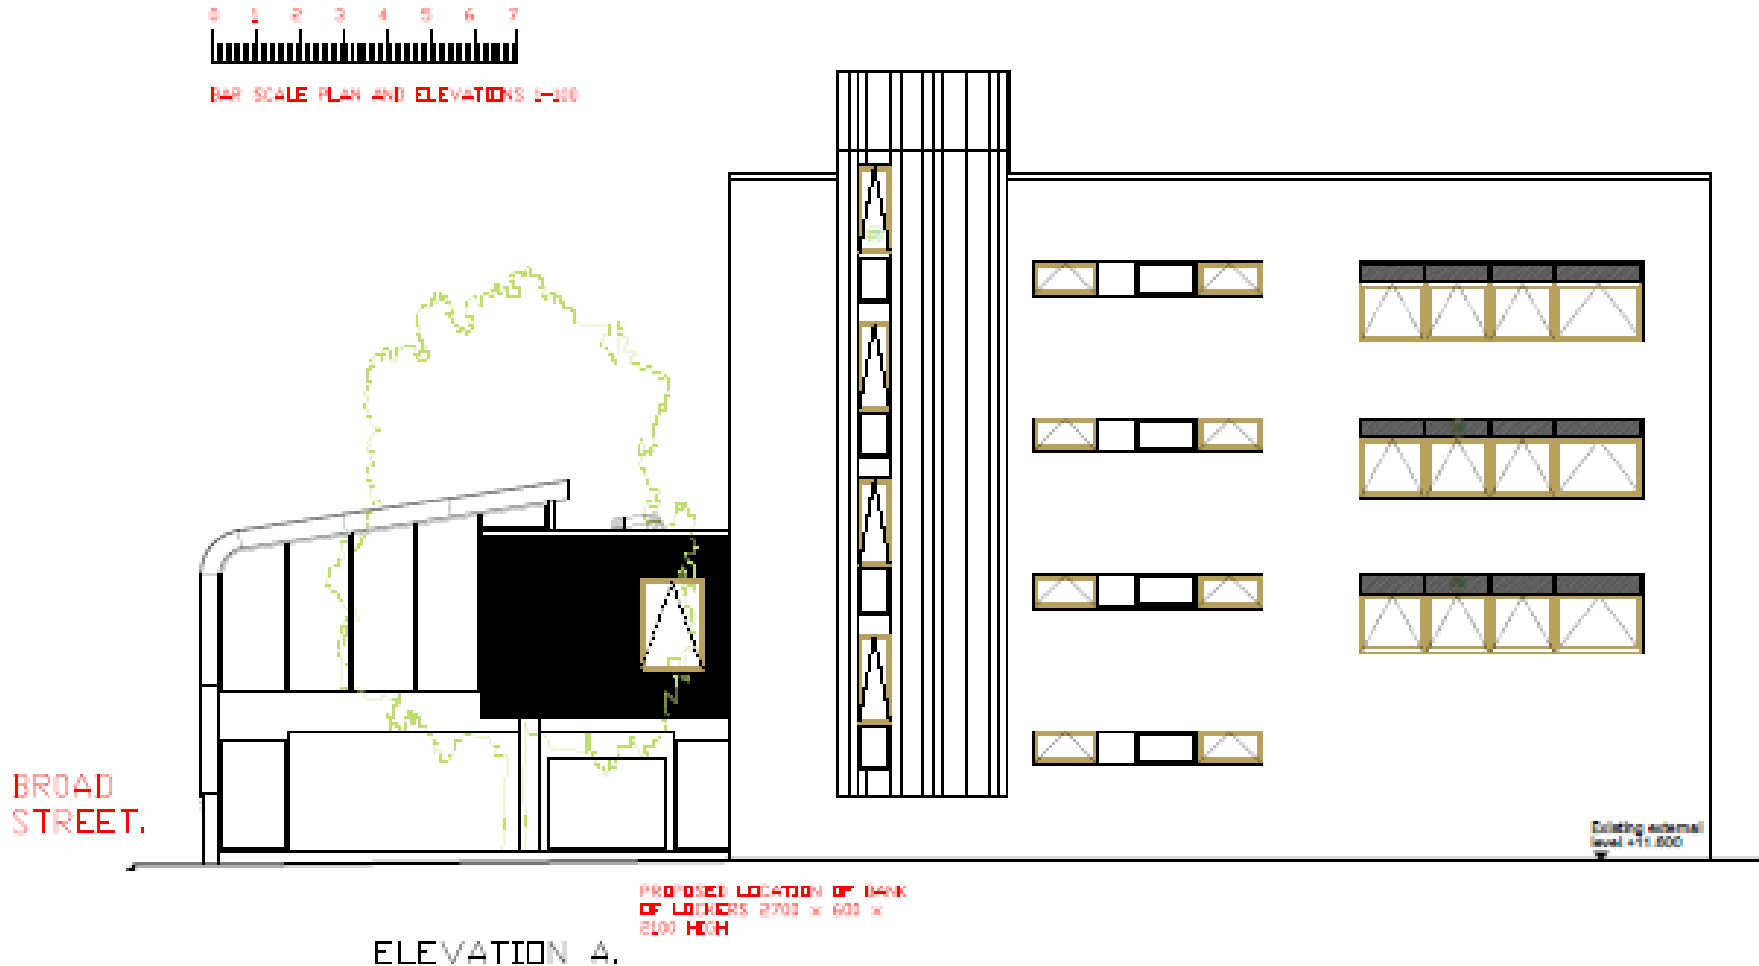 0 1 2 3 4 5 6 7
BAR SCALE PLAN AND ELEVATIONS 1-100
BROAD
STREET.
Existing external
level +11.600
PROPOSED LOCATION OF BANK
OF LOCKERS 2700 x 600 x
2100 HIGH
ELEVATION A.